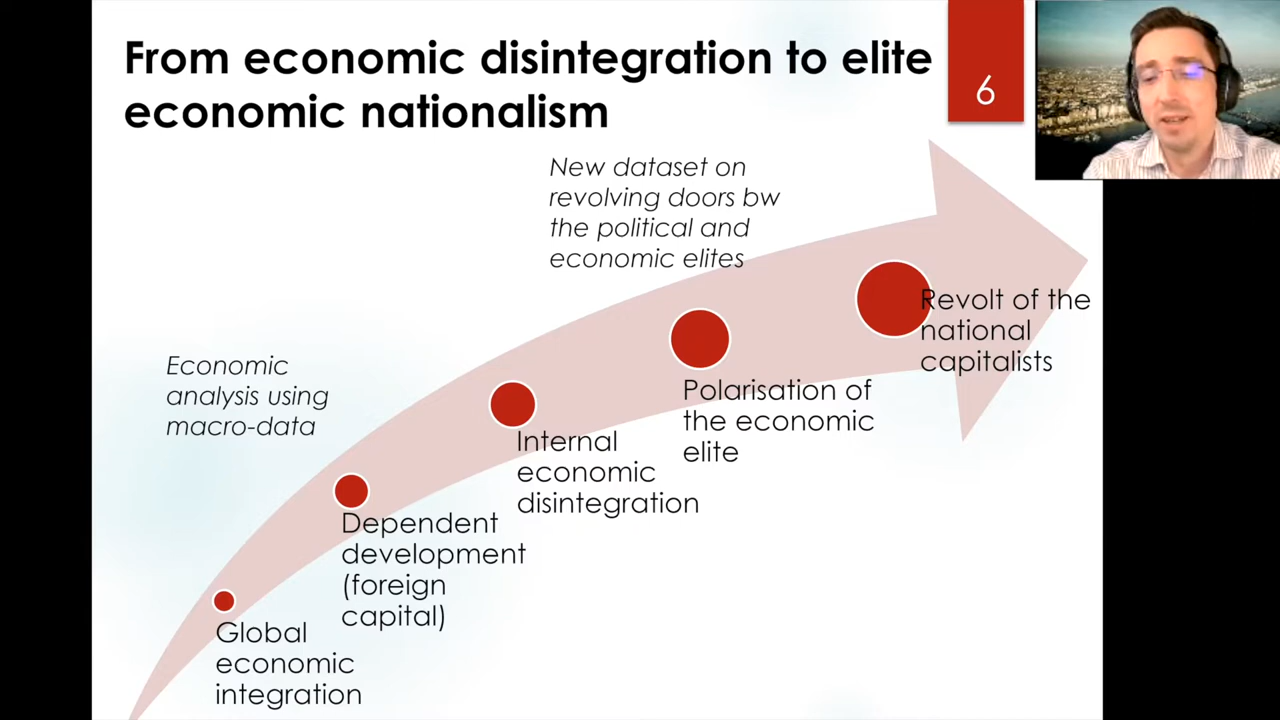 From economic disintegration to elite
economic nationalism
6
New dataset on
revolving doors bw
the political and
economic elites
Revolt of the
national
capitalists
Economic
analysis using
macro-data
Polarisation of
the economic
elite
Internal
economic
disintegration
Dependent
development
(foreign
capital)
Global
economic
integration